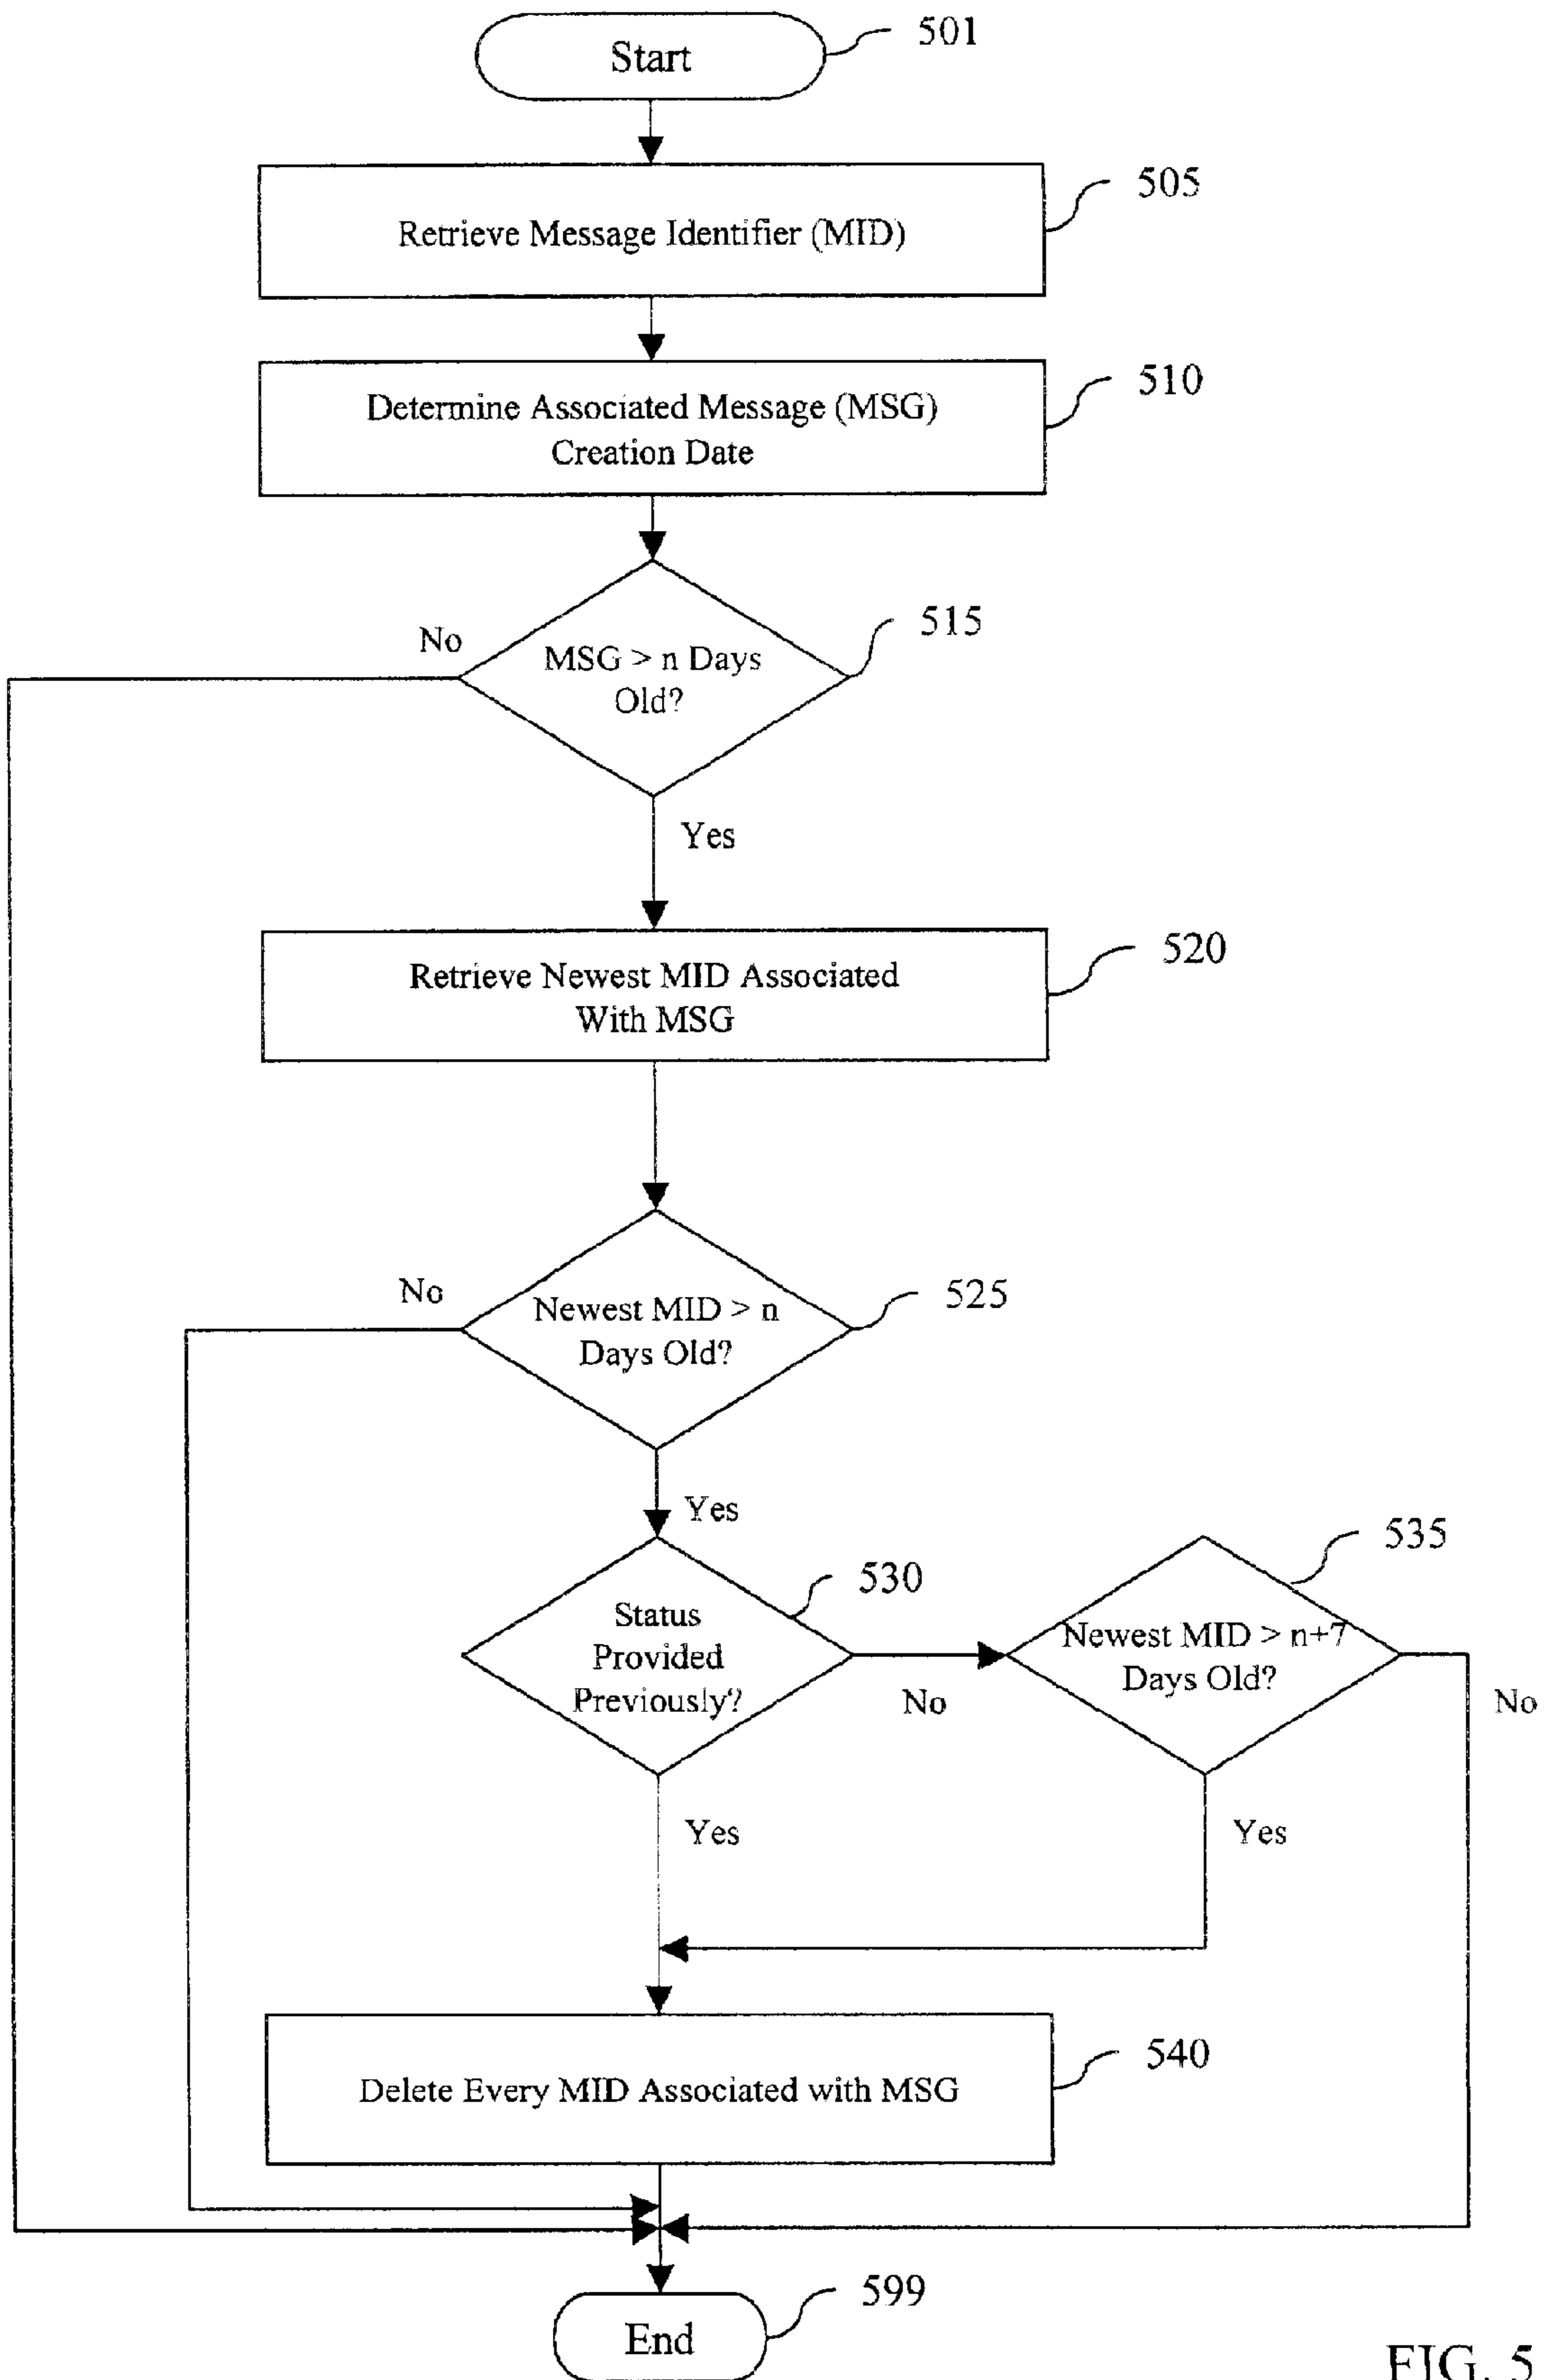 Start
501
Retrieve Message Identifier (MID)
505
Determine Associated Message (MSG)
Creation Date
510
MSG > n Days
Old?
515
No
Yes
Retrieve Newest MID Associated
With MSG
520
Newest MID > n
Days Old?
525
No
Yes
Status
Provided
Previously?
530
No
Newest MID > n+7
Days Old?
535
No
Yes
Yes
Delete Every MID Associated with MSG
540
End
599
FIG. 5